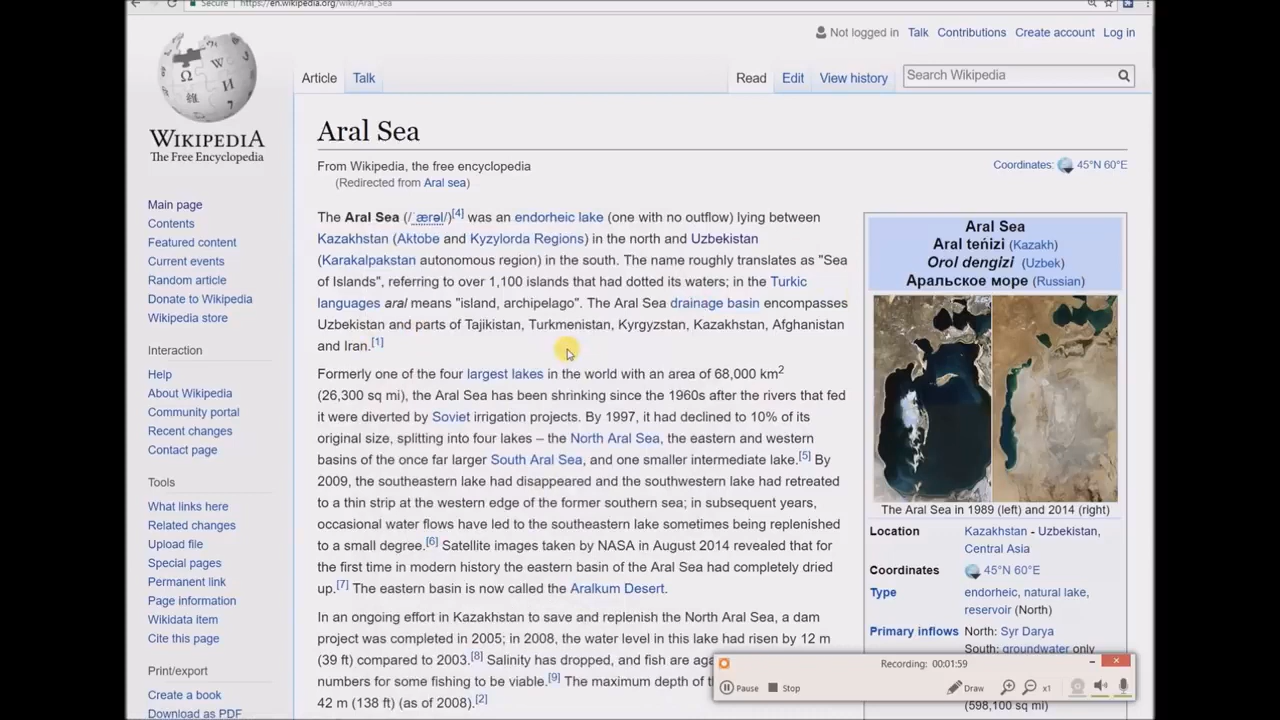 Secure https://en.wikipedia.org/wiki/Aral_Sea
Not logged in Talk Contributions Create account Log in
Article Talk Read Edit View history Search Wikipedia
WIKIPEDIA
The Free Encyclopedia
Main page
Contents
Featured content
Current events
Random article
Donate to Wikipedia
Wikipedia store
Interaction
Help
About Wikipedia
Community portal
Recent changes
Contact page
Tools
What links here
Related changes
Upload file
Special pages
Permanent link
Page information
Wikidata item
Cite this page
Print/export
Create a book
Download as PDF
Aral Sea
From Wikipedia, the free encyclopedia
Coordinates: 45°N 60°E
(Redirected from Aral sea)
The Aral Sea (/ˈærəl/)[4] was an endorheic lake (one with no outflow) lying between
Kazakhstan (Aktobe and Kyzylorda Regions) in the north and Uzbekistan
(Karakalpakstan autonomous region) in the south. The name roughly translates as "Sea
of Islands", referring to over 1,100 islands that had dotted its waters; in the Turkic
languages aral means "island, archipelago". The Aral Sea drainage basin encompasses
Uzbekistan and parts of Tajikistan, Turkmenistan, Kyrgyzstan, Kazakhstan, Afghanistan
and Iran.[1]
Formerly one of the four largest lakes in the world with an area of 68,000 km2
(26,300 sq mi), the Aral Sea has been shrinking since the 1960s after the rivers that fed
it were diverted by Soviet irrigation projects. By 1997, it had declined to 10% of its
original size, splitting into four lakes – the North Aral Sea, the eastern and western
basins of the once far larger South Aral Sea, and one smaller intermediate lake.[5] By
2009, the southeastern lake had disappeared and the southwestern lake had retreated
to a thin strip at the western edge of the former southern sea; in subsequent years,
occasional water flows have led to the southeastern lake sometimes being replenished
to a small degree.[6] Satellite images taken by NASA in August 2014 revealed that for
the first time in modern history the eastern basin of the Aral Sea had completely dried
up.[7] The eastern basin is now called the Aralkum Desert.
In an ongoing effort in Kazakhstan to save and replenish the North Aral Sea, a dam
project was completed in 2005; in 2008, the water level in this lake had risen by 12 m
(39 ft) compared to 2003.[8] Salinity has dropped, and fish are
numbers for some fishing to be viable.[9] The maximum depth of
42 m (138 ft) (as of 2008).[2]
Aral Sea
Aral teńizi (Kazakh)
Orol dengizi (Uzbek)
Аральское море (Russian)
The Aral Sea in 1989 (left) and 2014 (right)
Location Kazakhstan - Uzbekistan,
Central Asia
Coordinates 45°N 60°E
Type endorheic, natural lake,
reservoir (North)
Primary inflows North: Syr Darya
South: groundwater only
(598,100 sq mi)
Recording: 00:01:59
Pause Stop Draw x1